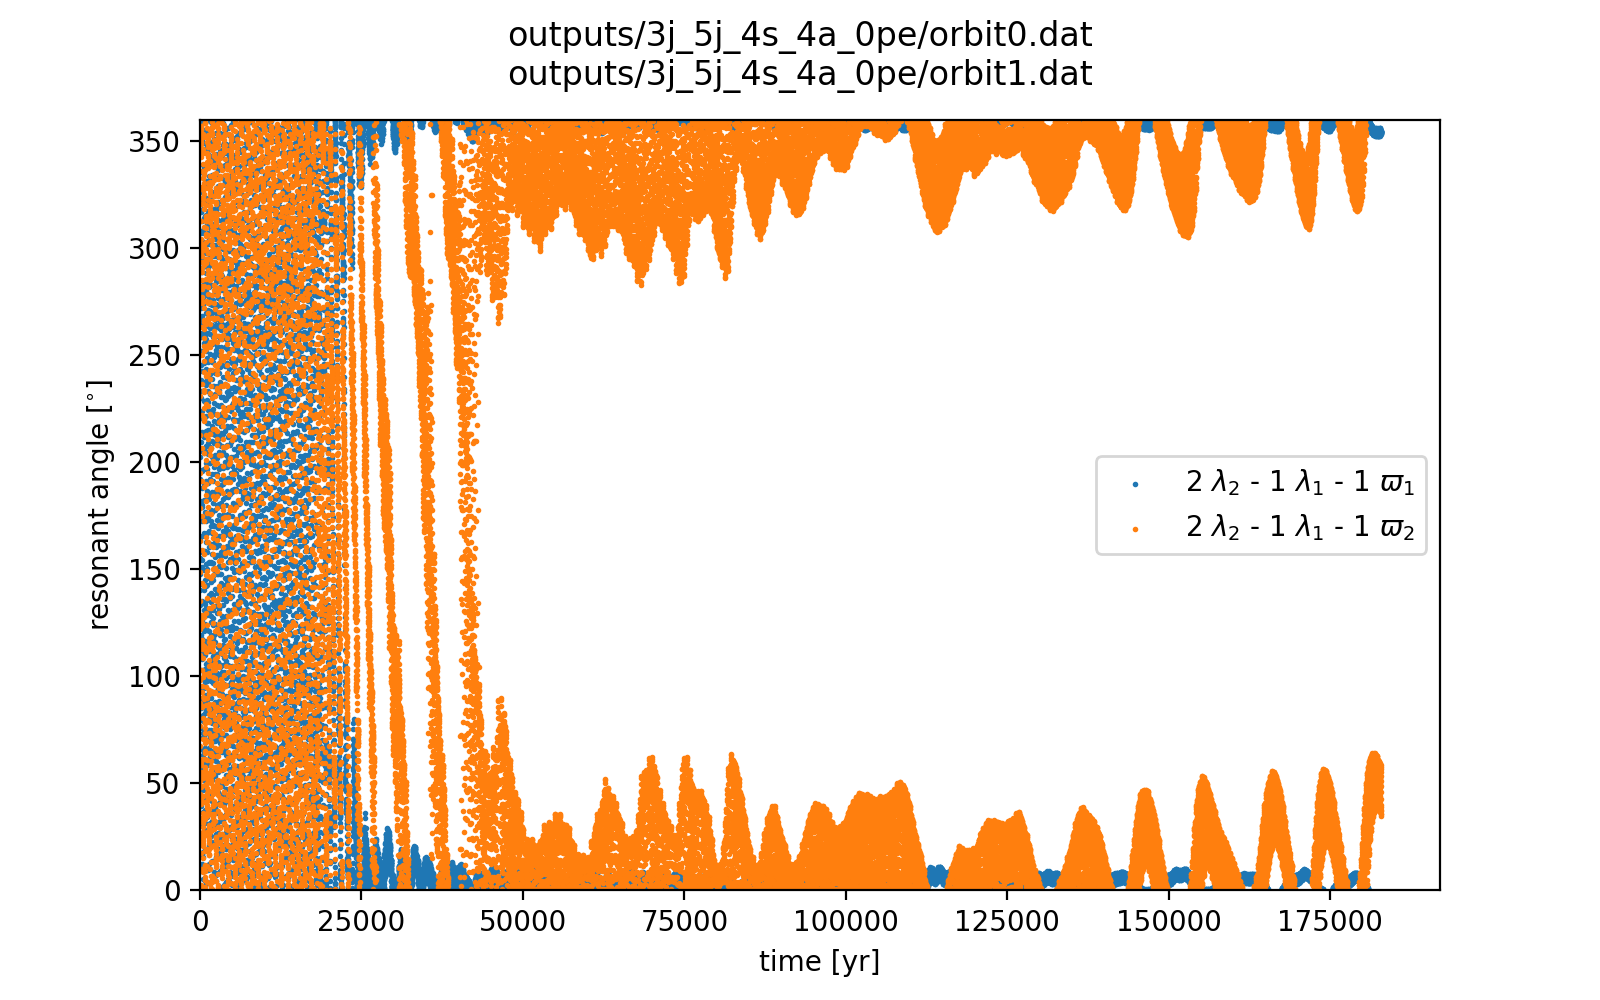 outputs/3j_5j_4s_4a_0pe/orbit0.dat
outputs/3j_5j_4s_4a_0pe/orbit1.dat
350
300
250
200
150
100
50
0
resonant angle [°]
2 λ₂ - 1 λ₁ - 1 ϖ₁
2 λ₂ - 1 λ₁ - 1 ϖ₂
0 25000 50000 75000 100000 125000 150000 175000
time [yr]